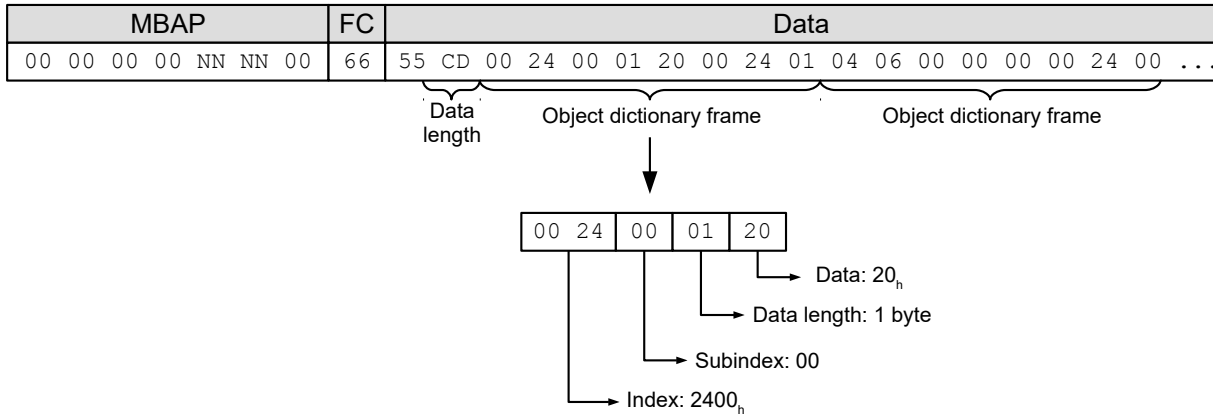 MBAP FC Data
00 00 00 00 NN NN 00 66 55 CD 00 24 00 01 20 00 24 01 04 06 00 00 00 00 24 00 ...
Data
length
Object dictionary frame
Object dictionary frame
00 24 00 01 20
Data: 20h
Data length: 1 byte
Subindex: 00
Index: 2400h